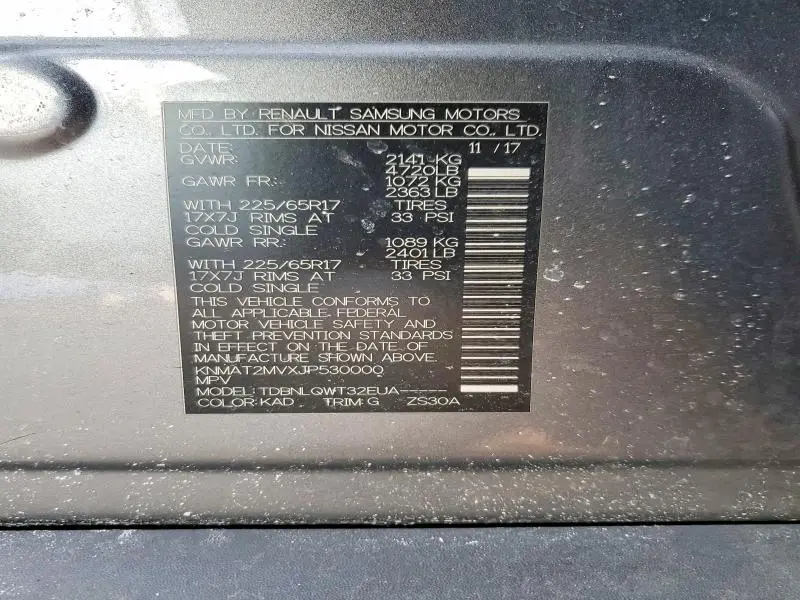 MFD BY RENAULT SAMSUNG MOTORS
CO., LTD. FOR NISSAN MOTOR CO., LTD.
DATE: 11 / 17
GVWR: 2141 KG
4720LB
GAWR FR: 1072 KG
2363 LB
WITH 225/65R17 TIRES
17X7J RIMS AT 33 PSI
COLD SINGLE
GAWR RR: 1089 KG
2401 LB
WITH 225/65R17 TIRES
17X7J RIMS AT 33 PSI
COLD SINGLE
THIS VEHICLE CONFORMS TO
ALL APPLICABLE FEDERAL
MOTOR VEHICLE SAFETY AND
THEFT PREVENTION STANDARDS
IN EFFECT ON THE DATE OF
MANUFACTURE SHOWN ABOVE.
KNMAT2MVXJP530000
MPV
MODEL: TDBNLQWT32EUA-----
COLOR: KAD TRIM: G ZS30A